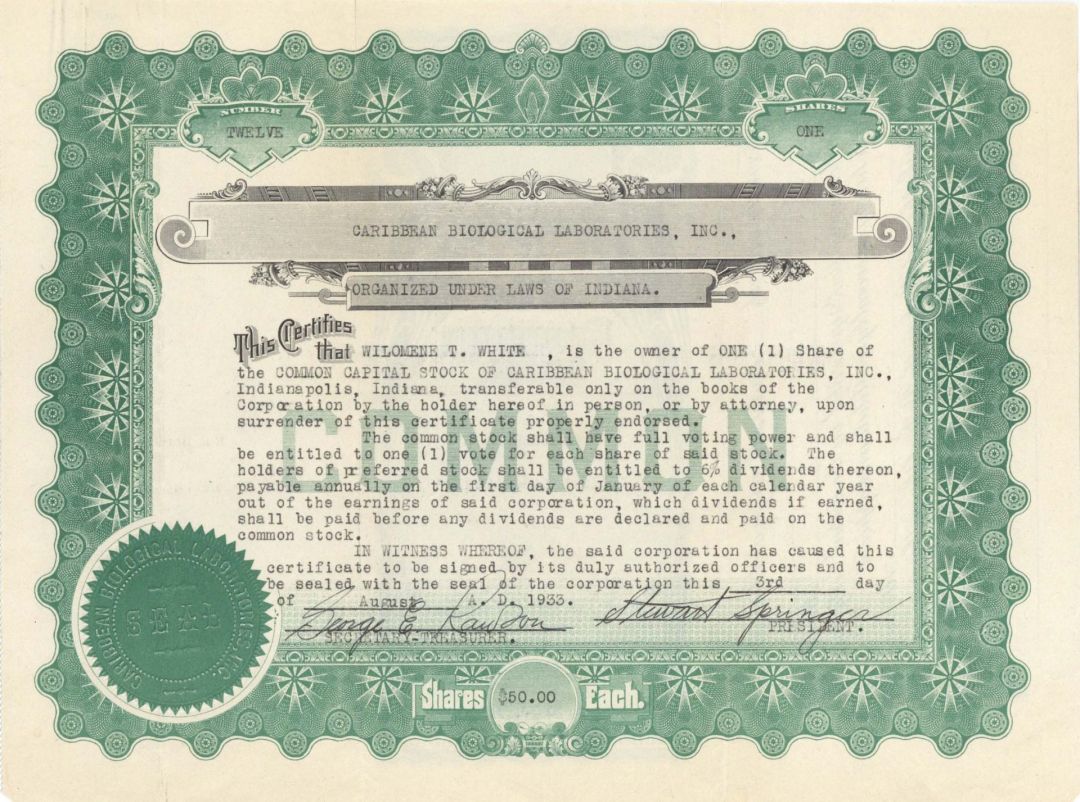 NUMBER
TWELVE
SHARES
ONE
CARIBBEAN BIOLOGICAL LABORATORIES, INC.,
ORGANIZED UNDER LAWS OF INDIANA.
This Certifies
that WILOMENE T. WHITE , is the owner of ONE (1) Share of
the COMMON CAPITAL STOCK OF CARIBBEAN BIOLOGICAL LABORATORIES, INC.,
Indianapolis, Indiana, transferable only on the books of the
Corporation by the holder hereof in person, or by attorney, upon
surrender of this certificate properly endorsed.
COMMON
The common stock shall have full voting power and shall
be entitled to one (1) vote for each share of said stock. The
holders of preferred stock shall be entitled to 6% dividends thereon,
payable annually on the first day of January of each calendar year
out of the earnings of said corporation, which dividends if earned,
shall be paid before any dividends are declared and paid on the
common stock.
IN WITNESS WHEREOF, the said corporation has caused this
certificate to be signed by its duly authorized officers and to
be sealed with the seal of the corporation this 3rd day
of August A. D. 1933.
George E. Stewart Springer
SECRETARY-TREASURER. PRESIDENT.
CARIBBEAN BIOLOGICAL LABORATORIES, INC.
SEAL
Shares $50.00 Each.